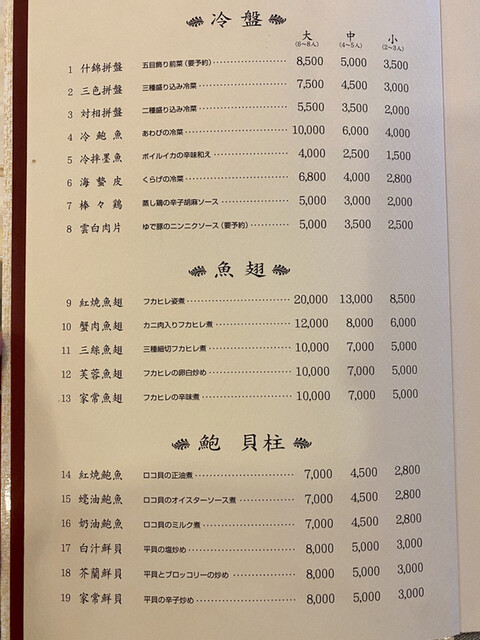 冷盤
大 中 小
(6~8人) (4~5人) (2~3人)
1 什錦拼盤 五目飾り前菜(要予約) 8,500 5,000 3,500
2 三色拼盤 三種盛り込み冷菜 7,500 4,500 3,000
3 対相拼盤 二種盛り込み冷菜 5,500 3,500 2,000
4 冷鮑魚 あわびの冷菜 10,000 6,000 4,000
5 冷拌墨魚 ボイルイカの辛味和え 4,000 2,500 1,500
6 海蟄皮 くらげの冷菜 6,800 4,000 2,800
7 棒々鶏 蒸し鶏の辛子胡麻ソース 5,000 3,000 2,000
8 雲白肉片 ゆで豚のニンニクソース(要予約) 5,000 3,500 2,500
魚翅
9 紅焼魚翅 フカヒレ姿煮 20,000 13,000 8,500
10 蟹肉魚翅 カニ肉入りフカヒレ煮 12,000 8,000 6,000
11 三絲魚翅 三種細切フカヒレ煮 10,000 7,000 5,000
12 芙蓉魚翅 フカヒレの卵白炒め 10,000 7,000 5,000
13 家常魚翅 フカヒレの辛味煮 10,000 7,000 5,000
鮑 貝柱
14 紅焼鮑魚 ロコ貝の正油煮 7,000 4,500 2,800
15 蠔油鮑魚 ロコ貝のオイスターソース煮 7,000 4,500 2,800
16 奶油鮑魚 ロコ貝のミルク煮 7,000 4,500 2,800
17 白汁鮮貝 平貝の塩炒め 8,000 5,000 3,000
18 芥蘭鮮貝 平貝とブロッコリーの炒め 8,000 5,000 3,000
19 家常鮮貝 平貝の辛子炒め 8,000 5,000 3,000